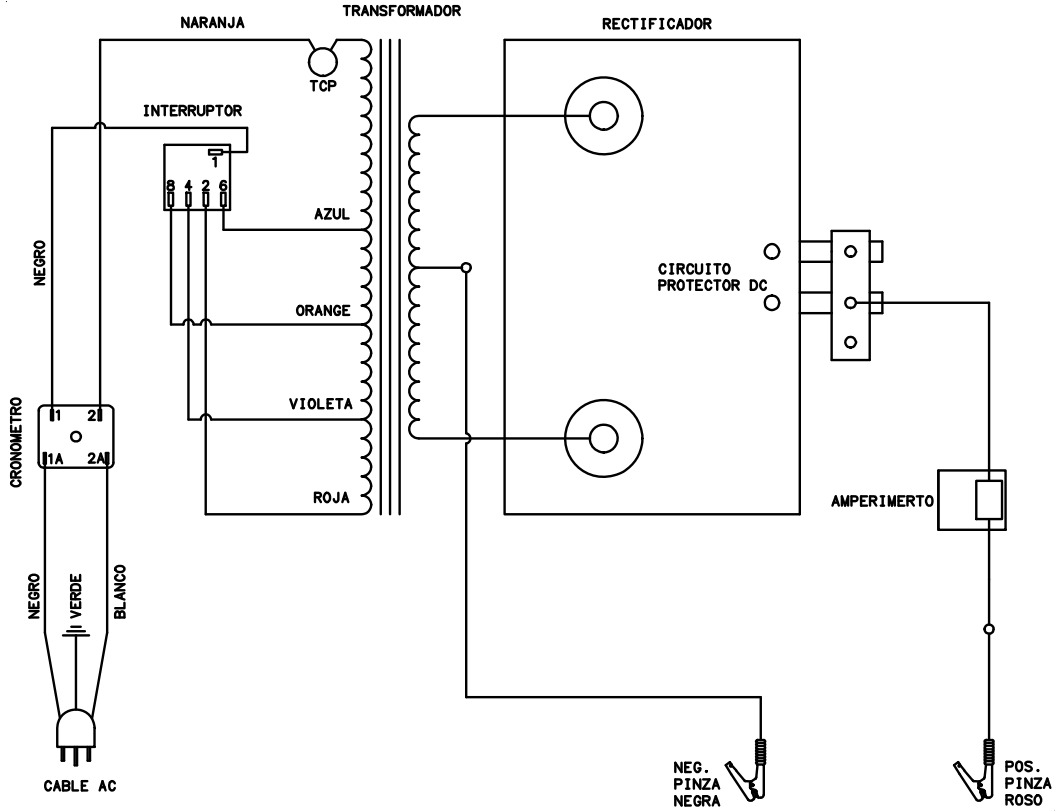 TRANSFORMADOR
NARANJA
RECTIFICADOR
TCP
INTERRUPTOR
1
8 4 2 6
AZUL
NEGRO
CIRCUITO
PROTECTOR DC
ORANGE
VIOLETA
CRONOMETRO
1 2
1A 2A
ROJA
AMPERIMERTO
NEGRO
VERDE
BLANCO
CABLE AC
NEG.
PINZA
NEGRA
POS.
PINZA
ROSO